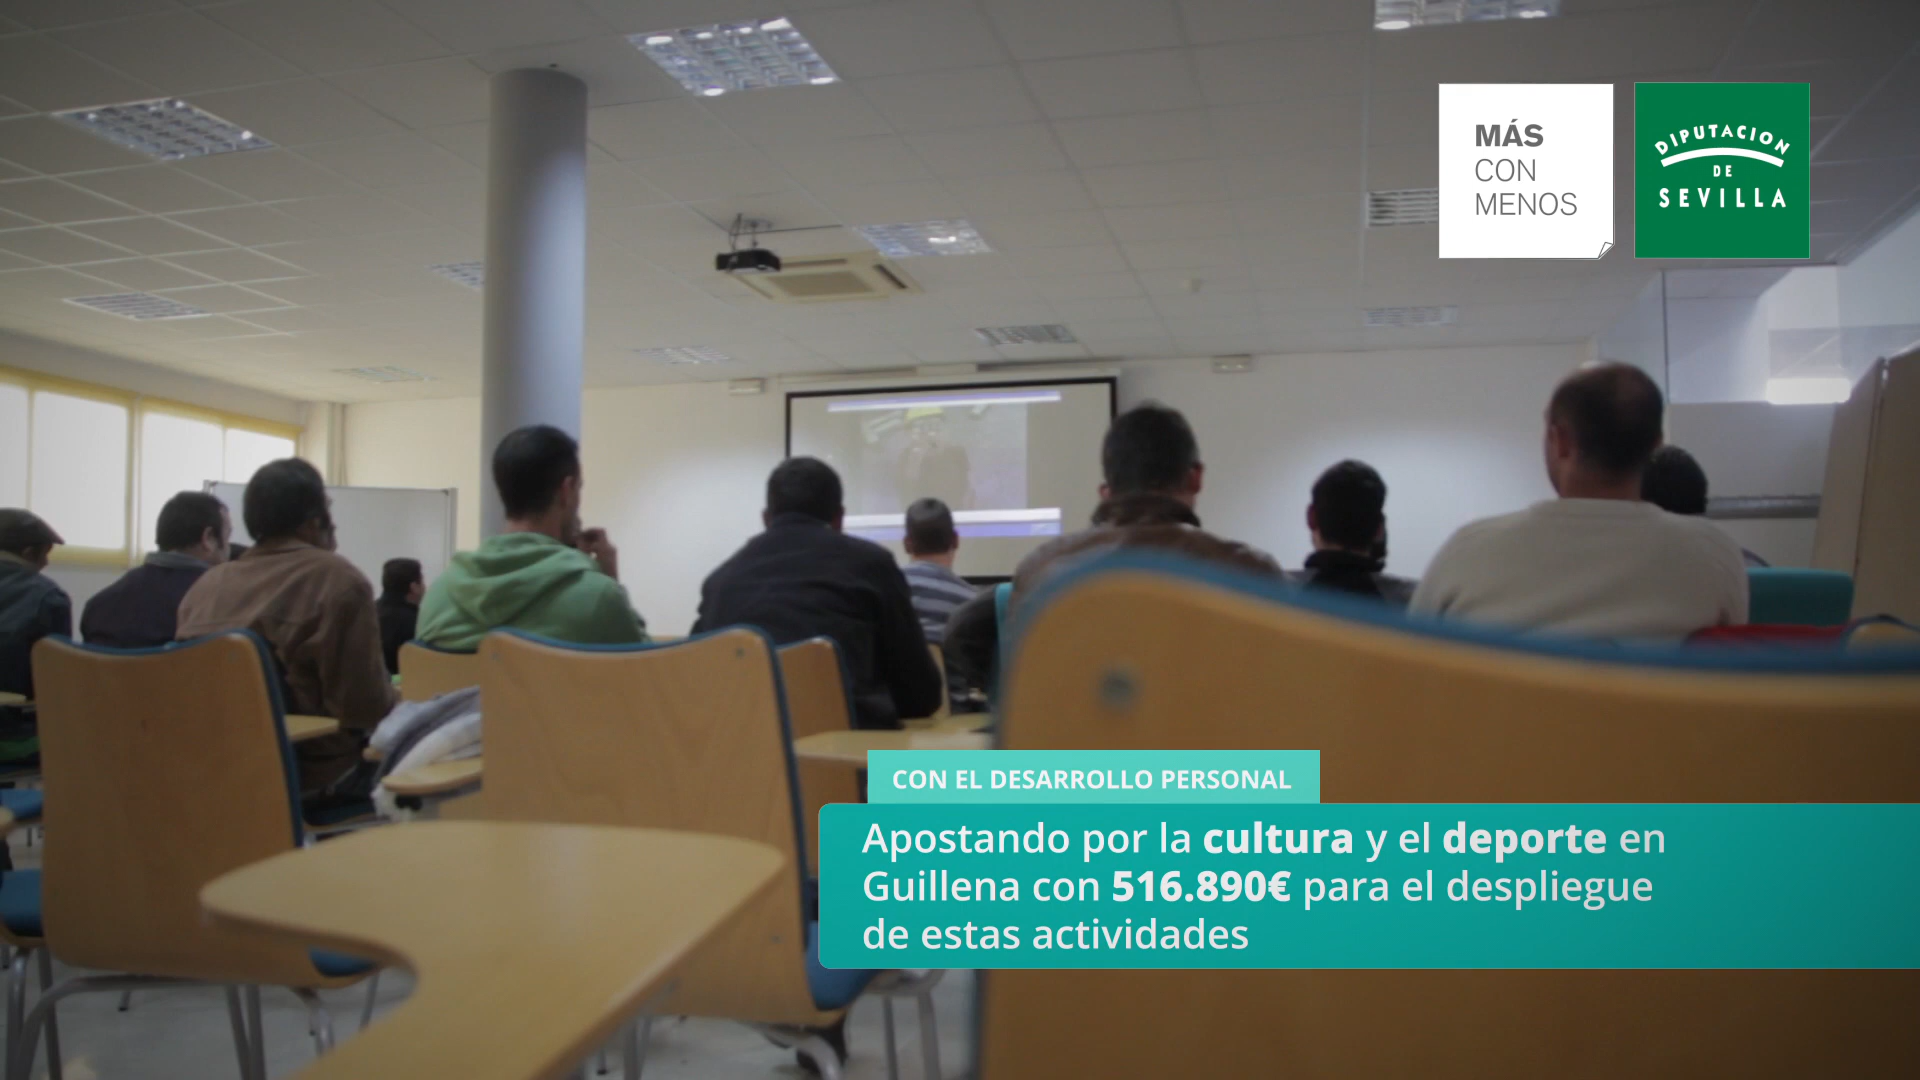 MÁS
CON
MENOS
DIPUTACION
DE
SEVILLA
CON EL DESARROLLO PERSONAL
Apostando por la cultura y el deporte en
Guillena con 516.890€ para el despliegue
de estas actividades